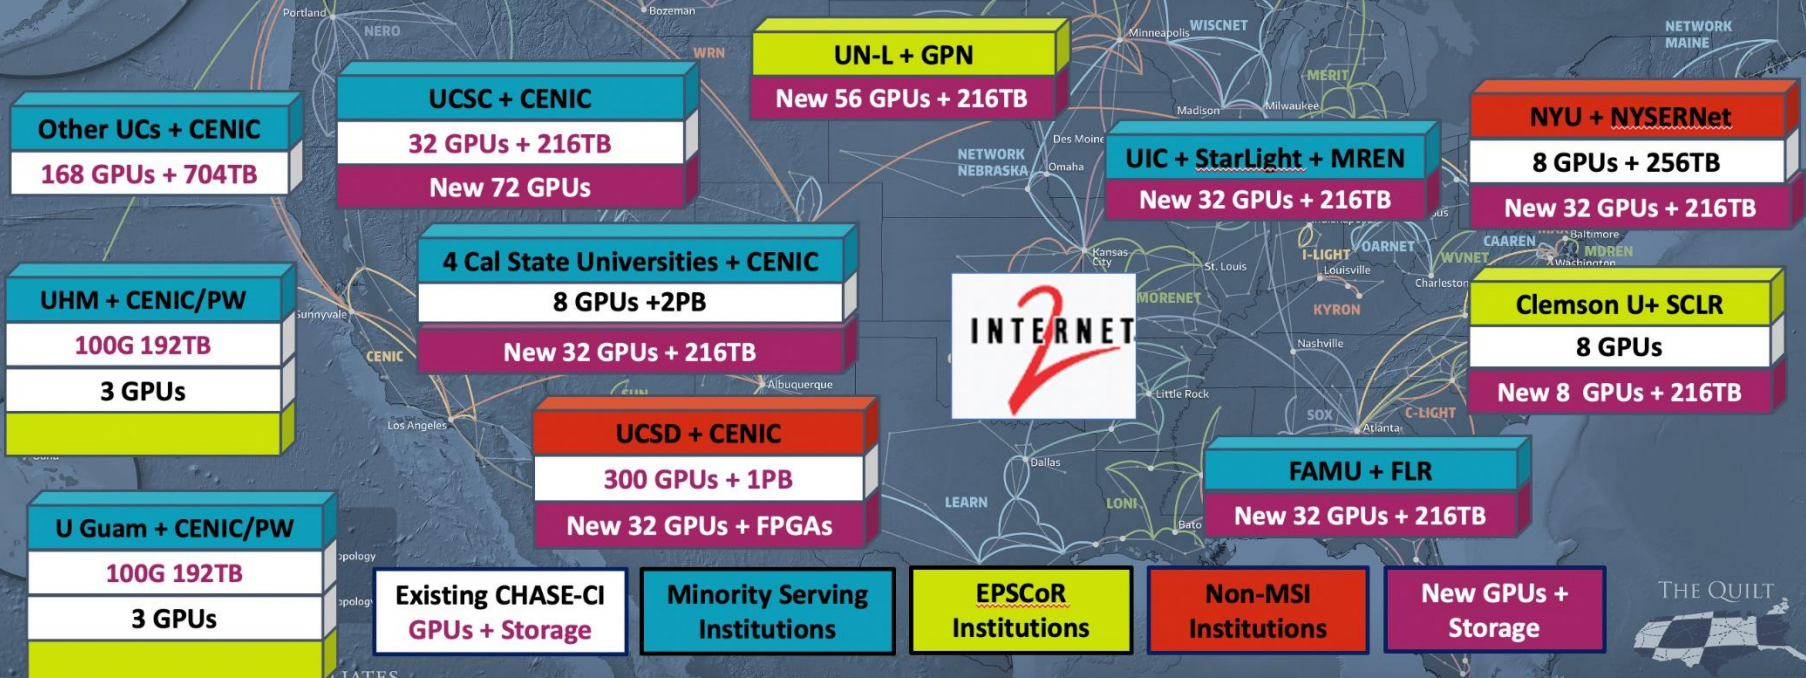 Portland
Bozeman
NERO
WRN
Minneapolis
WISCNET
NETWORK
MAINE
MERIT
Madison
Milwaukee
UN-L + GPN
New 56 GPUs + 216TB
UCSC + CENIC
32 GPUs + 216TB
New 72 GPUs
Other UCs + CENIC
168 GPUs + 704TB
NYU + NYSERNet
8 GPUs + 256TB
New 32 GPUs + 216TB
UIC + StarLight + MREN
New 32 GPUs + 216TB
Des Moine
NETWORK
NEBRASKA
Omaha
4 Cal State Universities + CENIC
8 GPUs +2PB
New 32 GPUs + 216TB
Kansas
City
St. Louis
I-LIGHT
OARNET
Louisville
WVNET
CAAREN
Baltimore
MDREN
Washington
Charleston
UHM + CENIC/PW
100G 192TB
3 GPUs
Sunnyvale
CENIC
Los Angeles
Albuquerque
INTERNET
2
MORENET
KYRON
Nashville
Little Rock
SOX
C-LIGHT
Atlanta
Clemson U+ SCLR
8 GPUs
New 8 GPUs + 216TB
UCSD + CENIC
300 GPUs + 1PB
New 32 GPUs + FPGAs
Dallas
LEARN
LONI
Bato
FAMU + FLR
New 32 GPUs + 216TB
U Guam + CENIC/PW
100G 192TB
3 GPUs
opology
opology
Existing CHASE-CI
GPUs + Storage
Minority Serving
Institutions
EPSCoR
Institutions
Non-MSI
Institutions
New GPUs +
Storage
THE QUILT